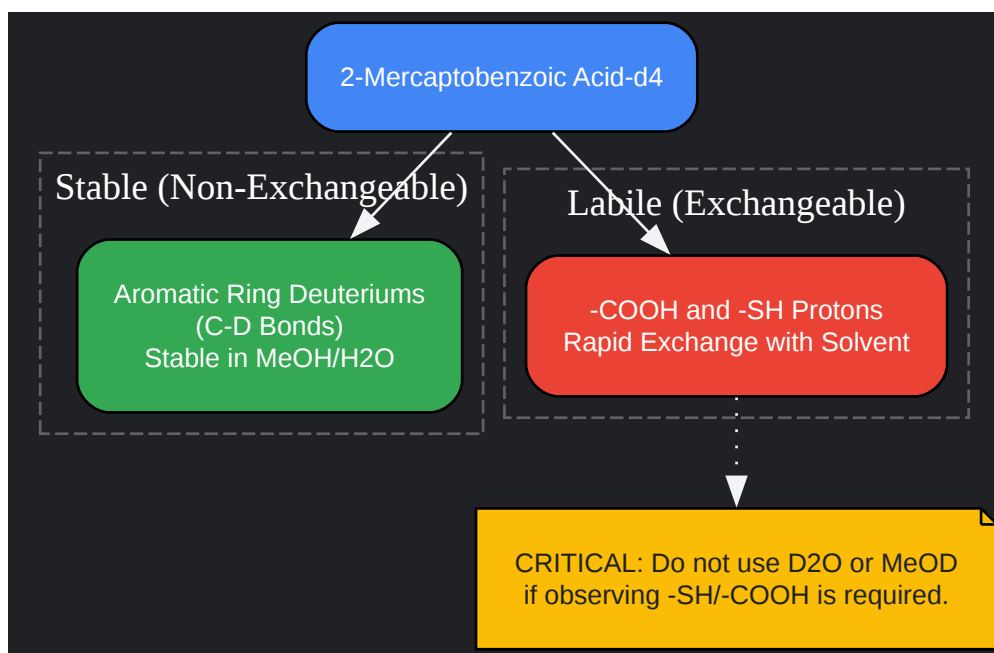 2-Mercaptobenzoic Acid-d4
Stable (Non-Exchangeable)
Aromatic Ring Deuteriums
(C-D Bonds)
Stable in MeOH/H2O
Labile (Exchangeable)
-COOH and -SH Protons
Rapid Exchange with Solvent
CRITICAL: Do not use D2O or MeOD
if observing -SH/-COOH is required.